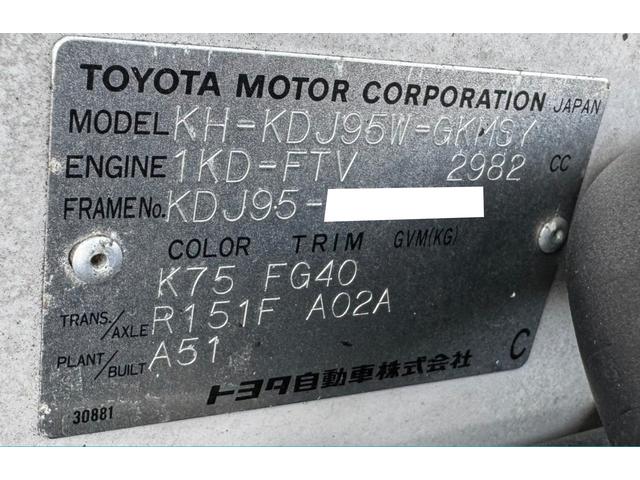 TOYOTA MOTOR CORPORATION JAPAN
MODEL KH-KDJ95W-GKMSY
ENGINE 1KD-FTV 2982 CC
FRAME No. KDJ95-
COLOR TRIM GVM(KG)
K75 FG40
TRANS./AXLE R151F A02A
PLANT/BUILT A51
C
トヨタ自動車株式会社
30881